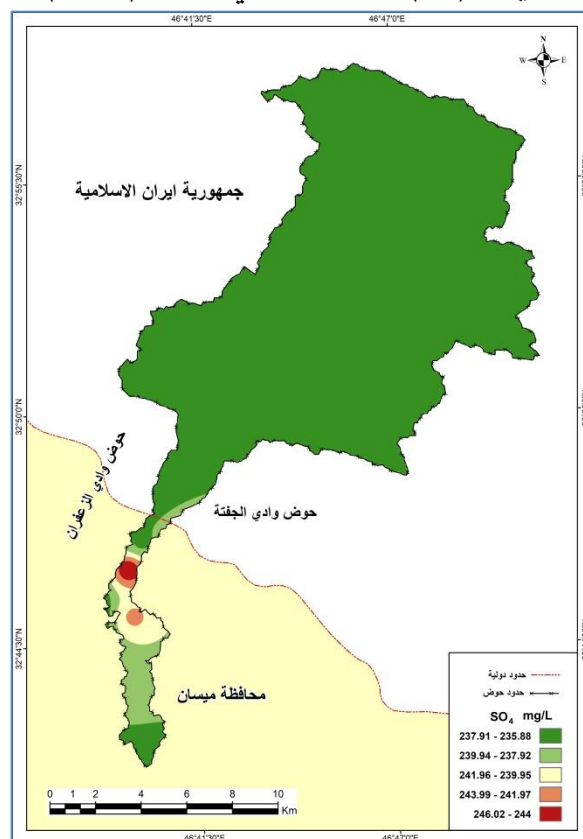 46°41'30"E
46°47'0"E
N
W
E
S
32°55'30"N
جمهورية ايران الاسلامية
32°50'0"N
حوض وادي الزعفران
حوض وادي الجفتة
32°44'30"N
محافظة ميسان
حدود دولية
حدود حوض
SO4 mg/L
237.91 - 235.88
239.94 - 237.92
241.96 - 239.95
243.99 - 241.97
246.02 - 244
0 1 2 4 6 8 10
Km
46°41'30"E
46°47'0"E